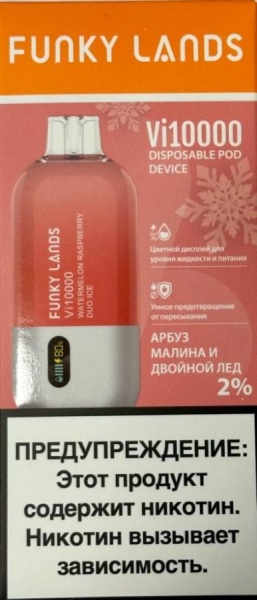 FUNKY LANDS
Vi10000
DISPOSABLE POD
DEVICE
Цветной дисплей для
уровня жидкости и питания
Умное предотвращение
от пересыхания
АРБУЗ
МАЛИНА И
ДВОЙНОЙ ЛЕД
2%
FUNKY LANDS
Vi10000
WATERMELON RASPBERRY
DUO ICE
80%
ПРЕДУПРЕЖДЕНИЕ:
Этот продукт
содержит никотин.
Никотин вызывает
зависимость.